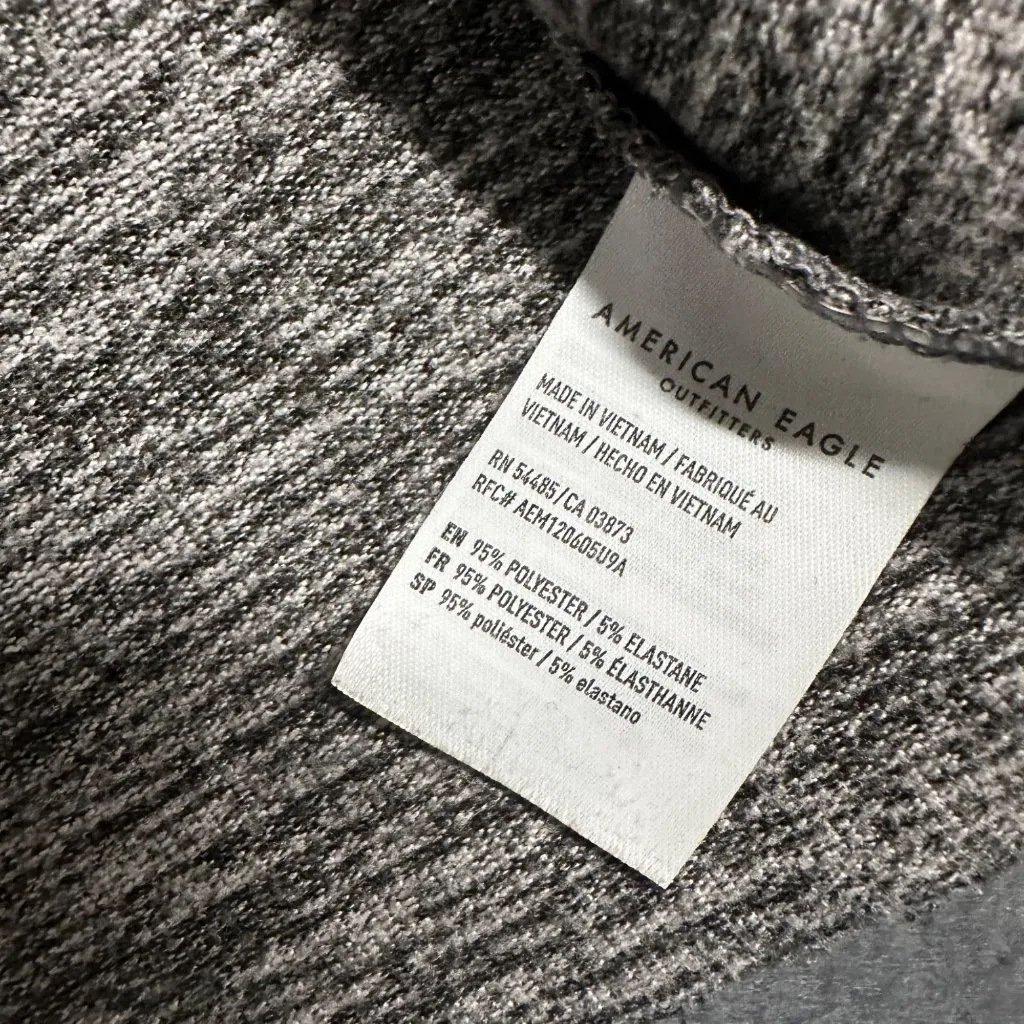 AMERICAN EAGLE
OUTFITTERS
MADE IN VIETNAM / FABRIQUÉ AU
VIETNAM / HECHO EN VIETNAM
RN 54485 / CA 03873
RFC# AEM120605U9A
EN 95% POLYESTER / 5% ELASTANE
FR 95% POLYESTER / 5% ÉLASTHANNE
SP 95% poliéster / 5% elastano